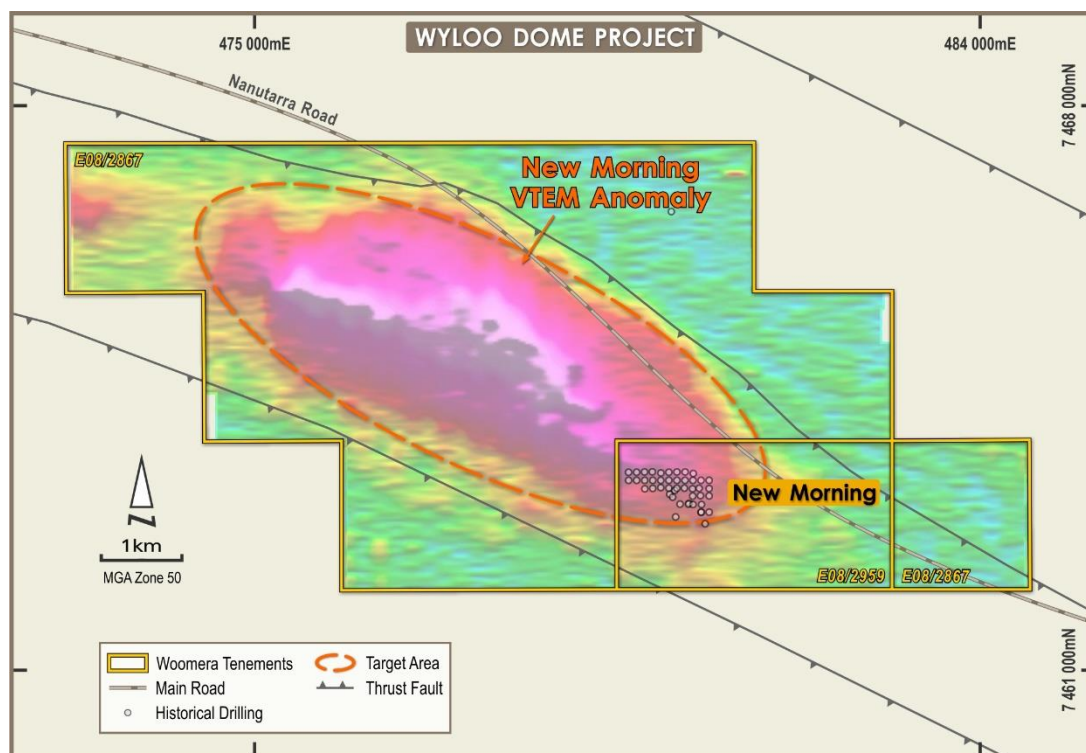 WYLOO DOME PROJECT
475 000mE
484 000mE
7 468 000mN
Nanutarra Road
E08/2867
New Morning
VTEM Anomaly
New Morning
E08/2959
E08/2867
N
1km
MGA Zone 50
7 461 000mN
Woomera Tenements
Target Area
Main Road
Thrust Fault
Historical Drilling